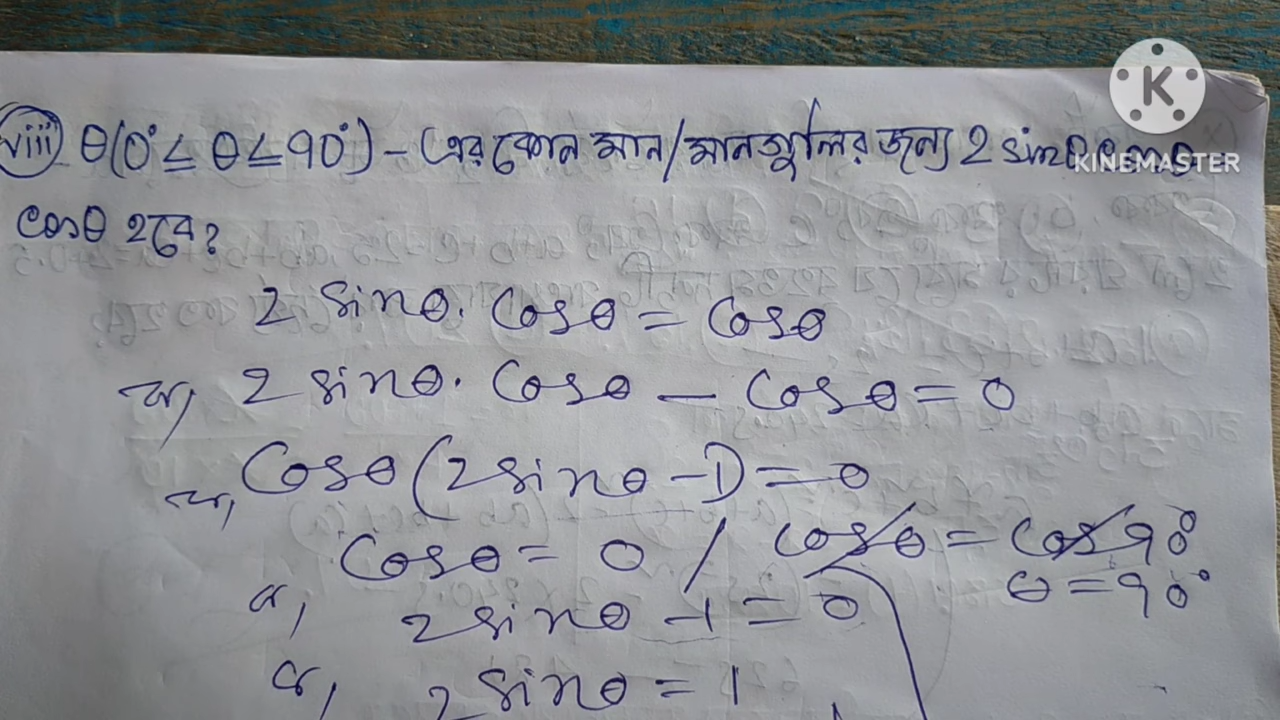 viii) θ(0° ≤ θ ≤ 90°) - এর কোন মান/মানগুলির জন্য 2 sinθ cosθ =
KINEMASTER
cosθ হবে?
2 sinθ. cosθ = cosθ
বা, 2 sinθ. cosθ - cosθ = 0
বা, cosθ (2 sinθ - 1) = 0
cosθ = 0 / cosθ = cos 90°
θ = 90°
বা, 2 sinθ - 1 = 0
বা, 2 sinθ = 1